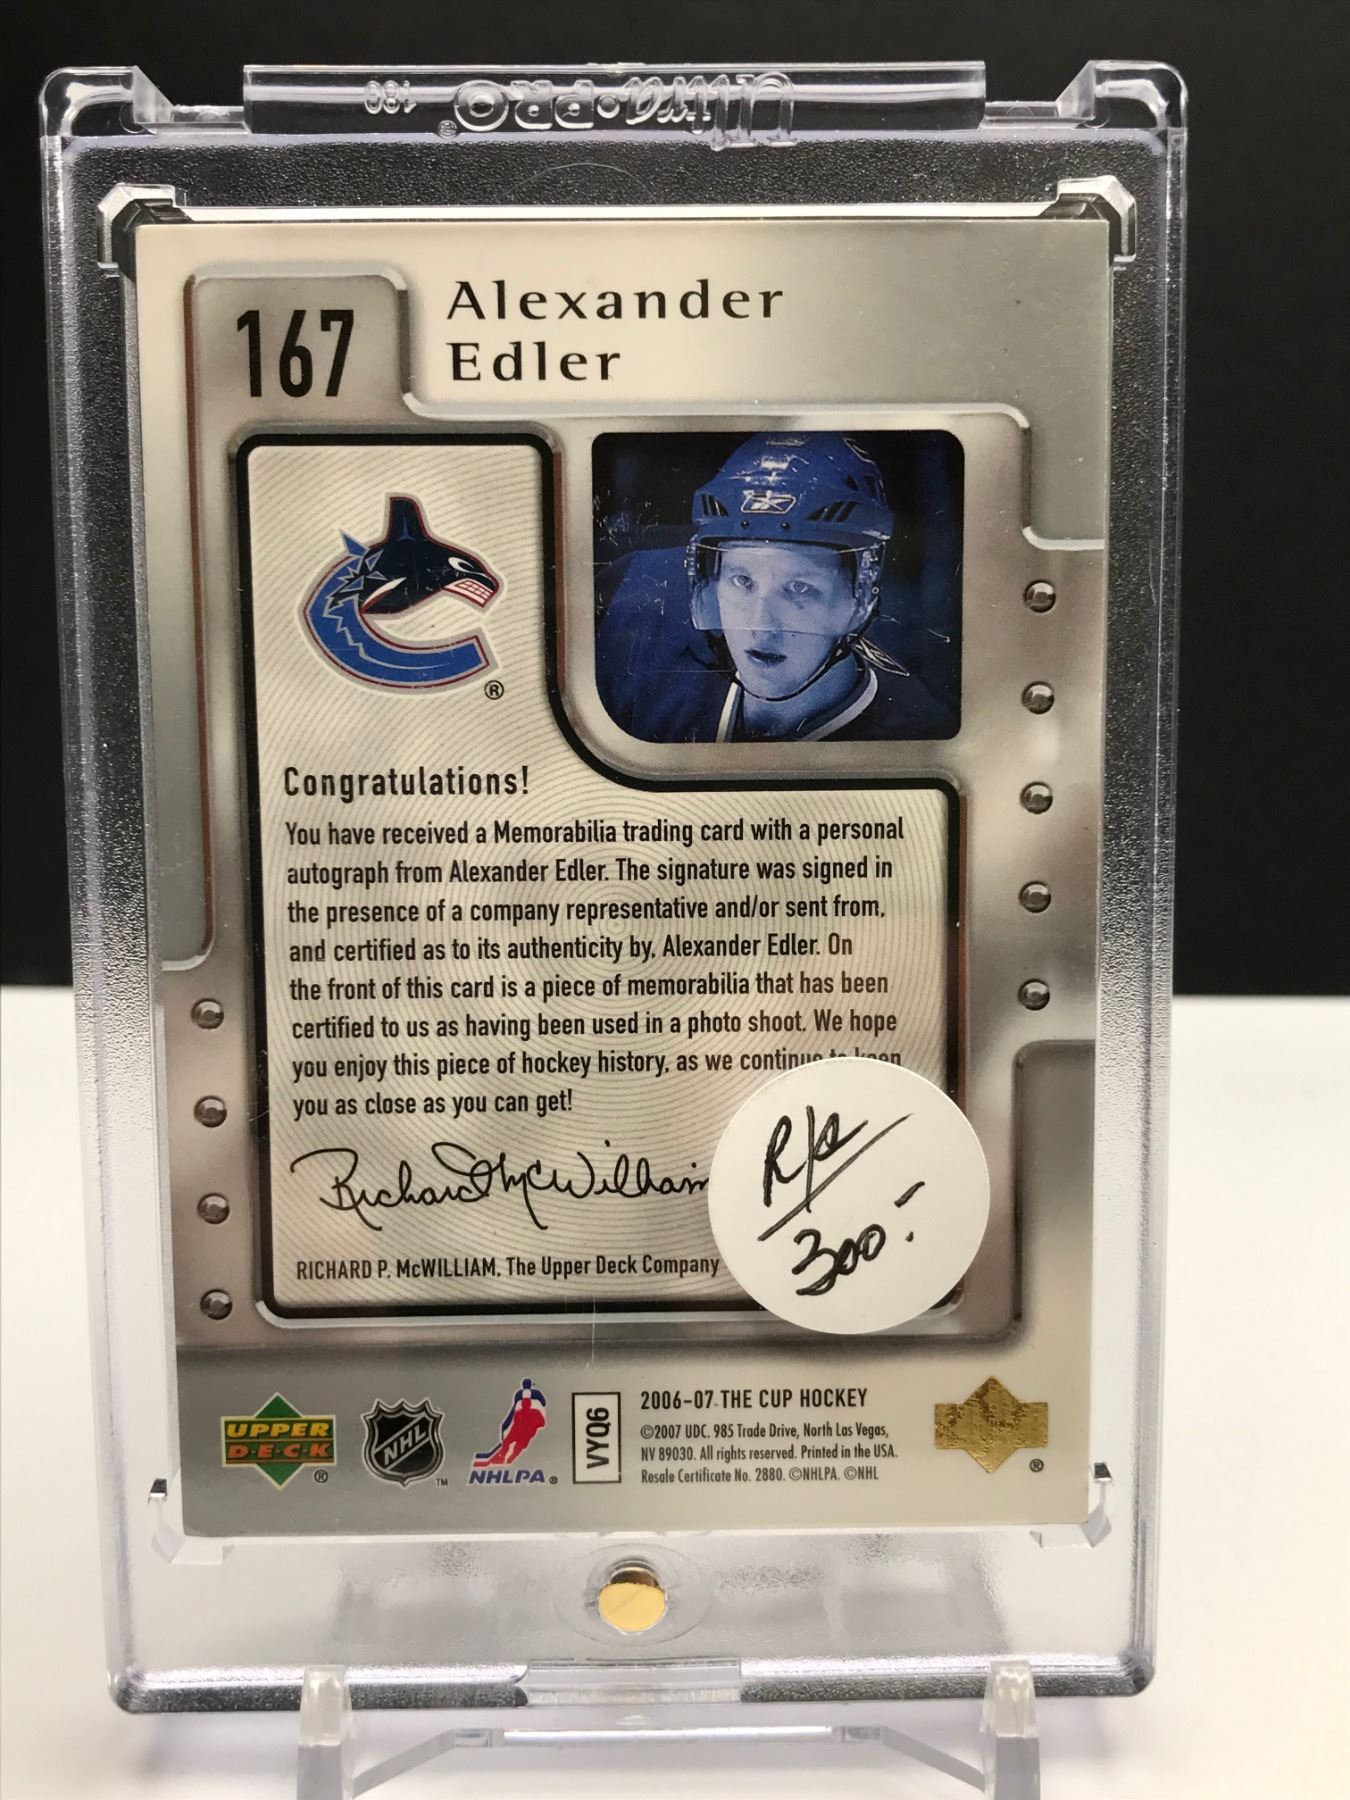 Ultra•PRO® 180
167
Alexander
Edler
®
Congratulations!
You have received a Memorabilia trading card with a personal
autograph from Alexander Edler. The signature was signed in
the presence of a company representative and/or sent from,
and certified as to its authenticity by, Alexander Edler. On
the front of this card is a piece of memorabilia that has been
certified to us as having been used in a photo shoot. We hope
you enjoy this piece of hockey history, as we continue to keep
you as close as you can get!
Richard McWilliam
RICHARD P. McWILLIAM, The Upper Deck Company
300.-
UPPER
D·E·C·K
®
NHL
™
NHLPA®
VYQ6
2006-07 THE CUP HOCKEY
©2007 UDC. 985 Trade Drive, North Las Vegas,
NV 89030. All rights reserved. Printed in the USA.
Resale Certificate No. 2880. ©NHLPA. ©NHL
®